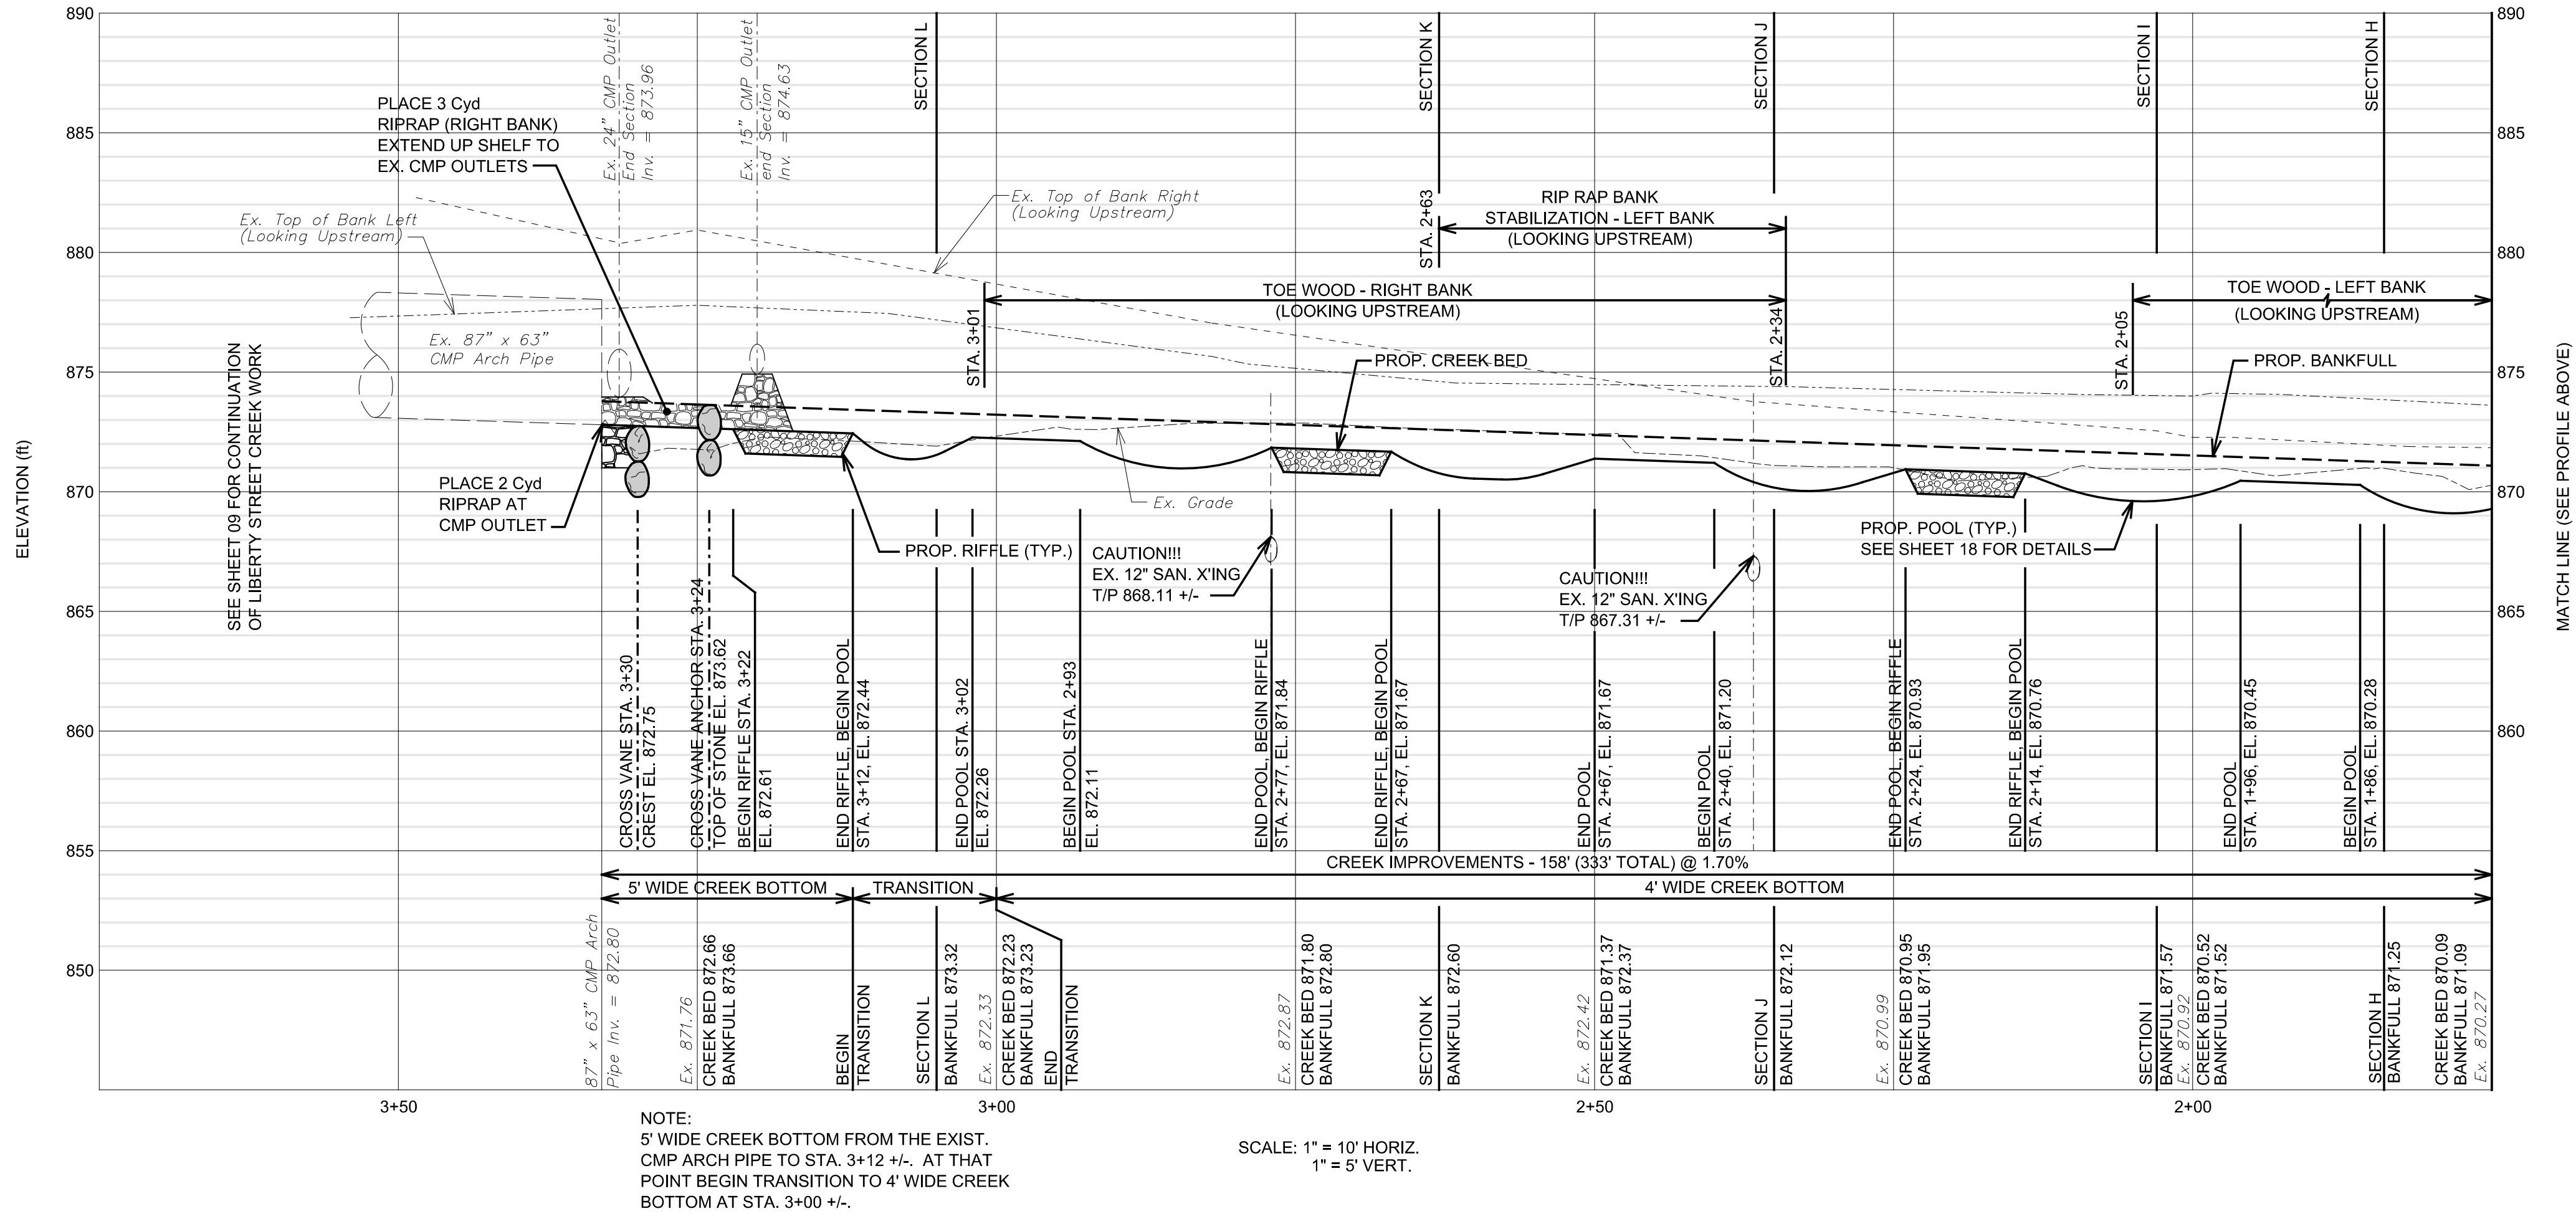 890
885
880
875
870
865
860
855
850
ELEVATION (ft)
SEE SHEET 09 FOR CONTINUATION
OF LIBERTY STREET CREEK WORK
PLACE 3 Cyd
RIPRAP (RIGHT BANK)
EXTEND UP SHELF TO
EX. CMP OUTLETS
Ex. Top of Bank Left
(Looking Upstream)
Ex. 87" x 63"
CMP Arch Pipe
Ex. 24" CMP Outlet
End Section
Inv. = 873.96
Ex. 15" CMP Outlet
end Section
Inv. = 874.63
SECTION L
Ex. Top of Bank Right
(Looking Upstream)
SECTION K
STA. 2+63
RIP RAP BANK
STABILIZATION - LEFT BANK
(LOOKING UPSTREAM)
SECTION J
SECTION I
SECTION H
STA. 3+01
TOE WOOD - RIGHT BANK
(LOOKING UPSTREAM)
STA. 2+34
STA. 2+05
TOE WOOD - LEFT BANK
(LOOKING UPSTREAM)
PROP. CREEK BED
PROP. BANKFULL
PLACE 2 Cyd
RIPRAP AT
CMP OUTLET
PROP. RIFFLE (TYP.)
Ex. Grade
CAUTION!!!
EX. 12" SAN. X'ING
T/P 868.11 +/-
CAUTION!!!
EX. 12" SAN. X'ING
T/P 867.31 +/-
PROP. POOL (TYP.)
SEE SHEET 18 FOR DETAILS
CROSS VANE STA. 3+30
CREST EL. 872.75
CROSS VANE ANCHOR STA. 3+24
TOP OF STONE EL. 873.62
BEGIN RIFFLE STA. 3+22
EL. 872.61
END RIFFLE, BEGIN POOL
STA. 3+12, EL. 872.44
END POOL STA. 3+02
EL. 872.26
BEGIN POOL STA. 2+93
EL. 872.11
END POOL, BEGIN RIFFLE
STA. 2+77, EL. 871.84
END RIFFLE, BEGIN POOL
STA. 2+67, EL. 871.67
END POOL
STA. 2+67, EL. 871.67
BEGIN POOL
STA. 2+40, EL. 871.20
END POOL, BEGIN RIFFLE
STA. 2+24, EL. 870.93
END RIFFLE, BEGIN POOL
STA. 2+14, EL. 870.76
END POOL
STA. 1+96, EL. 870.45
BEGIN POOL
STA. 1+86, EL. 870.28
CREEK IMPROVEMENTS - 158' (333' TOTAL) @ 1.70%
5' WIDE CREEK BOTTOM
TRANSITION
4' WIDE CREEK BOTTOM
87" x 63" CMP Arch
Pipe Inv. = 872.80
Ex. 871.76
CREEK BED 872.66
BANKFULL 873.66
BEGIN
TRANSITION
SECTION L
BANKFULL 873.32
Ex. 872.33
CREEK BED 872.23
BANKFULL 873.23
END
TRANSITION
Ex. 872.87
CREEK BED 871.80
BANKFULL 872.80
SECTION K
BANKFULL 872.60
Ex. 872.42
CREEK BED 871.37
BANKFULL 872.37
SECTION J
BANKFULL 872.12
Ex. 870.99
CREEK BED 870.95
BANKFULL 871.95
SECTION I
BANKFULL 871.57
Ex. 870.92
CREEK BED 870.52
BANKFULL 871.52
SECTION H
BANKFULL 871.25
CREEK BED 870.09
BANKFULL 871.09
Ex. 870.27
890
885
880
875
870
865
860
MATCH LINE (SEE PROFILE ABOVE)
3+50
3+00
2+50
2+00
NOTE:
5' WIDE CREEK BOTTOM FROM THE EXIST.
CMP ARCH PIPE TO STA. 3+12 +/-. AT THAT
POINT BEGIN TRANSITION TO 4' WIDE CREEK
BOTTOM AT STA. 3+00 +/-.
SCALE: 1" = 10' HORIZ.
1" = 5' VERT.